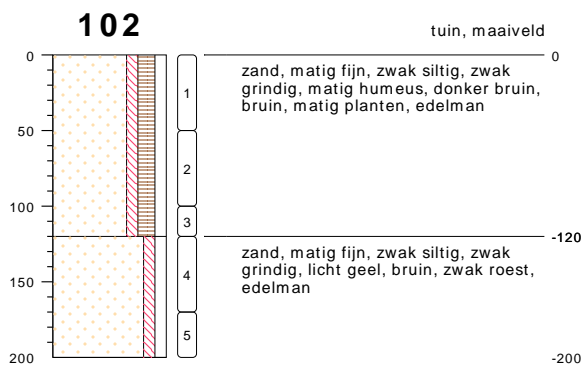 102
tuin, maaiveld
0
0
zand, matig fijn, zwak siltig, zwak
grindig, matig humeus, donker bruin,
bruin, matig planten, edelman
1
50
2
100
3
-120
zand, matig fijn, zwak siltig, zwak
grindig, licht geel, bruin, zwak roest,
edelman
4
150
5
200
-200